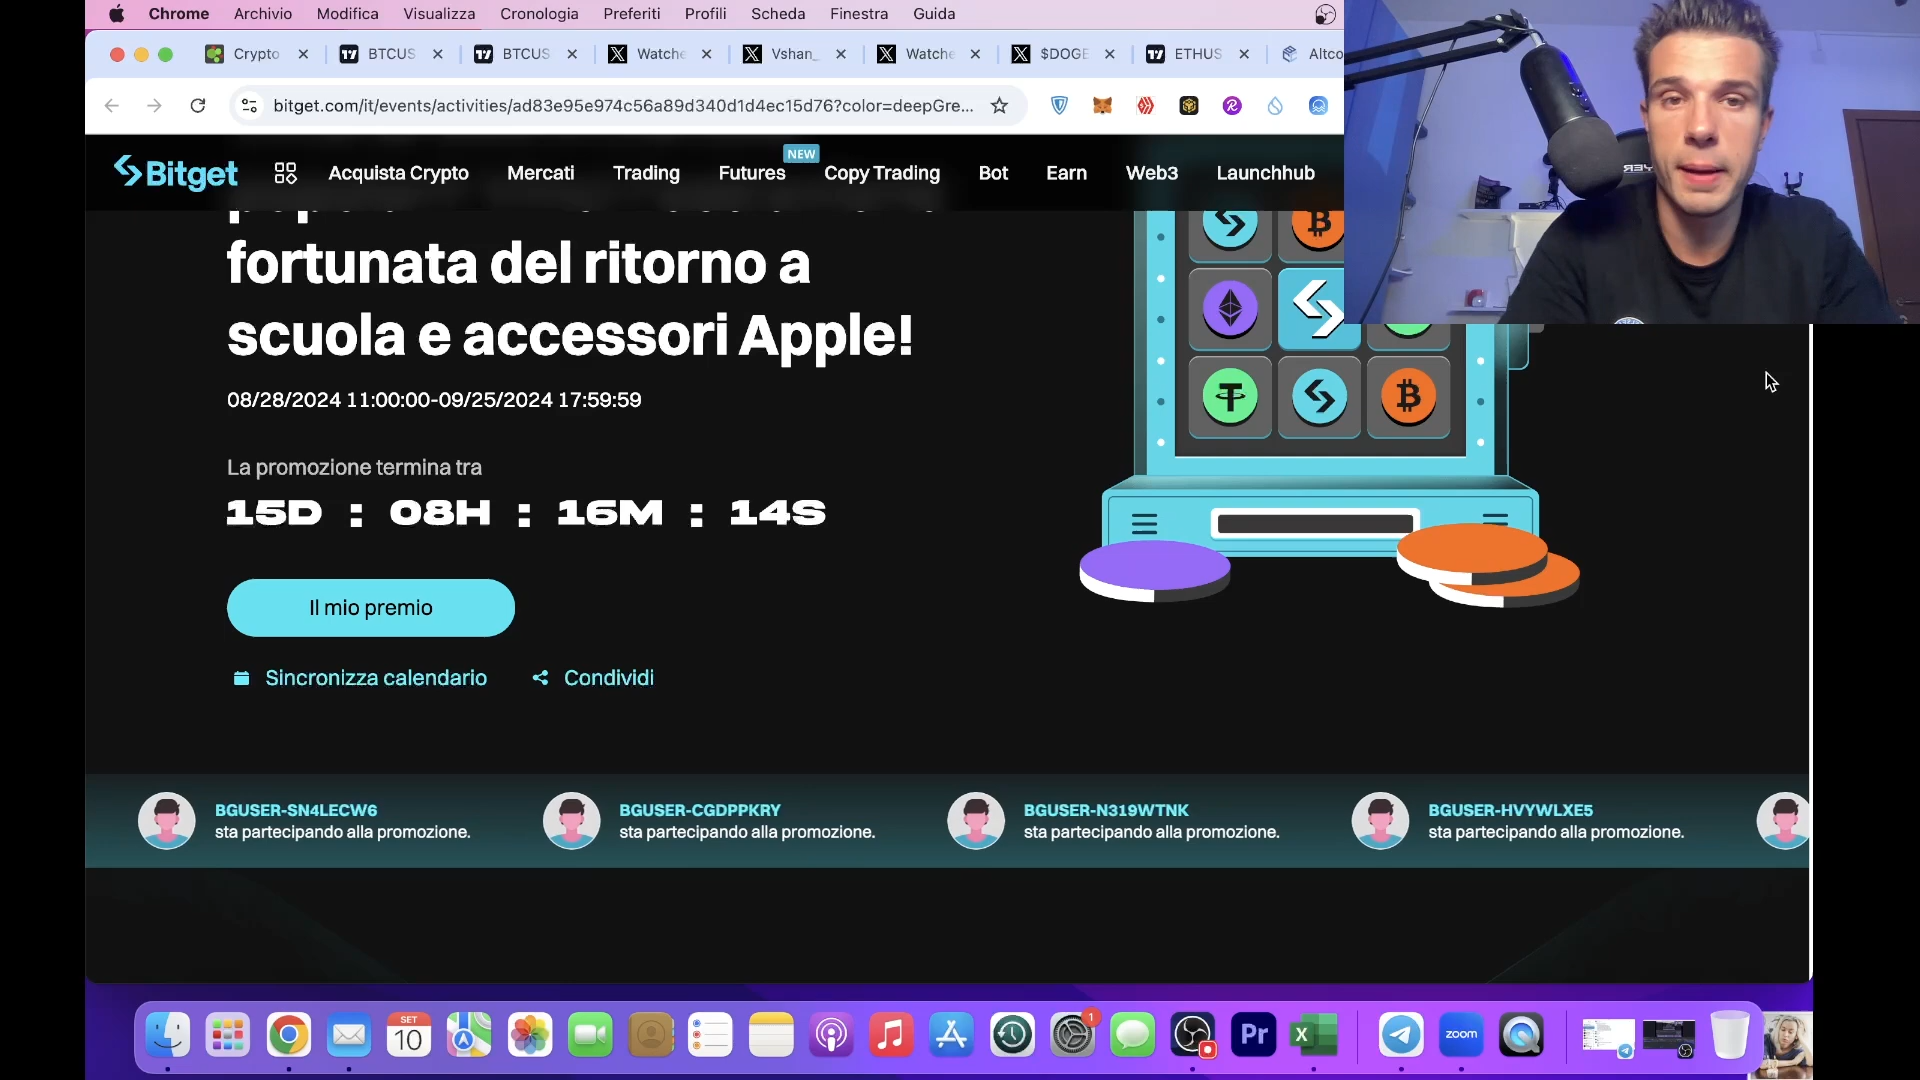 Chrome Archivio Modifica Visualizza Cronologia Preferiti Profili Scheda Finestra Guida
Crypto BTCUS BTCUS Watche Vshan_ Watche $DOGE ETHUS Altco
bitget.com/it/events/activities/ad83e95e974c56a89d340d1d4ec15d76?color=deepGre...
Bitget Acquista Crypto Mercati Trading Futures NEW Copy Trading Bot Earn Web3 Launchhub
fortunata del ritorno a
scuola e accessori Apple!
08/28/2024 11:00:00-09/25/2024 17:59:59
La promozione termina tra
15D : 08H : 16M : 14S
Il mio premio
Sincronizza calendario Condividi
BGUSER-SN4LECW6
sta partecipando alla promozione.
BGUSER-CGDPPKRY
sta partecipando alla promozione.
BGUSER-N319WTNK
sta partecipando alla promozione.
BGUSER-HVYWLXE5
sta partecipando alla promozione.
SET
10
1
Pr
zoom